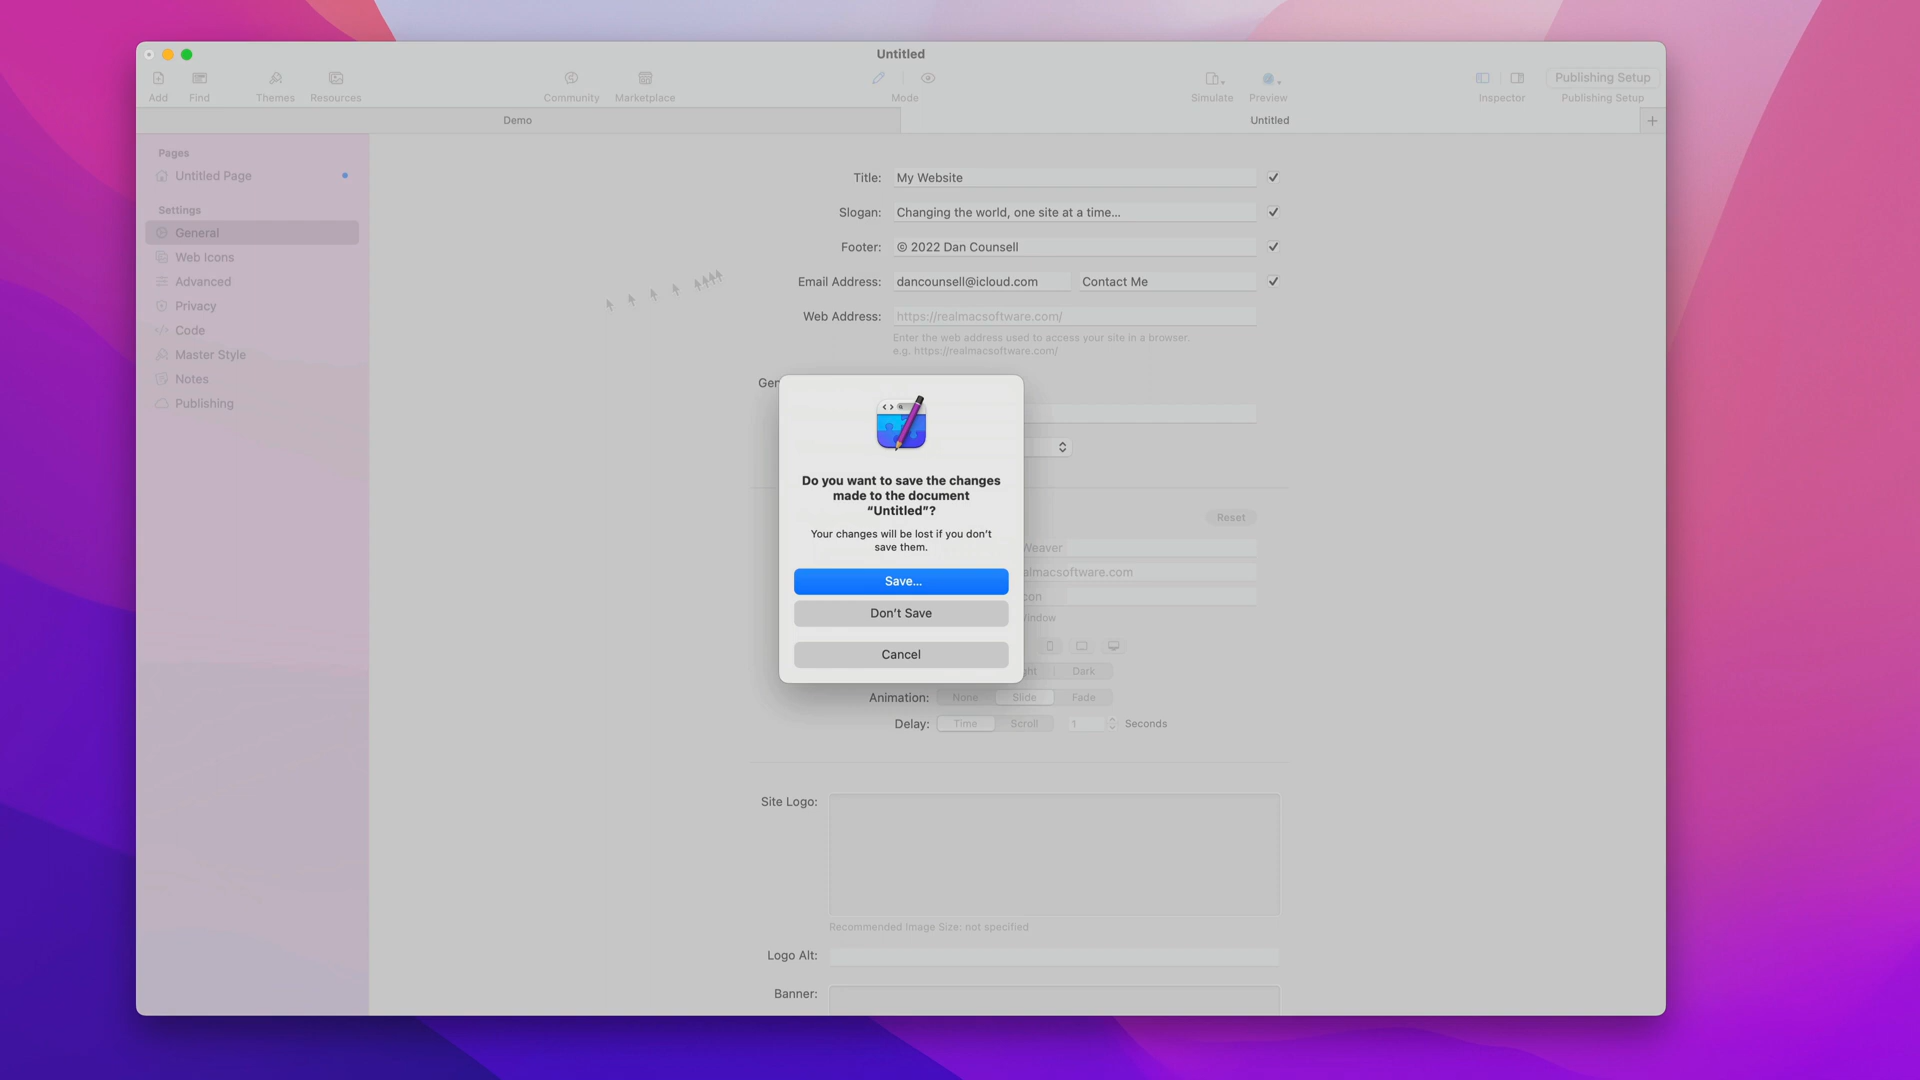 Untitled
Add
Find
Themes
Resources
Community
Marketplace
Mode
Simulate
Preview
Inspector
Publishing Setup
Publishing Setup
Demo
Untitled
Pages
Untitled Page
Settings
General
Web Icons
Advanced
Privacy
Code
Master Style
Notes
Publishing
Title: My Website
Slogan: Changing the world, one site at a time...
Footer: © 2022 Dan Counsell
Email Address: dancounsell@icloud.com Contact Me
Web Address: https://realmacsoftware.com/
Enter the web address used to access your site in a browser.
e.g. https://realmacsoftware.com/
Do you want to save the changes
made to the document
“Untitled”?
Your changes will be lost if you don’t
save them.
Save...
Don’t Save
Cancel
Reset
Weaver
Dark
Animation: None Slide Fade
Delay: Time Scroll 1 Seconds
Site Logo:
Recommended Image Size: not specified
Logo Alt:
Banner: